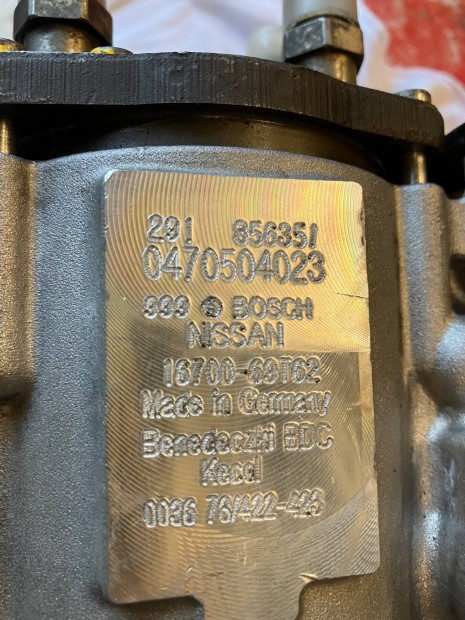 291 856351
0470504023
999 BOSCH
NISSAN
16700-69T62
Made in Germany
Benedeczki BDC
Kecel
0036 76/422-423